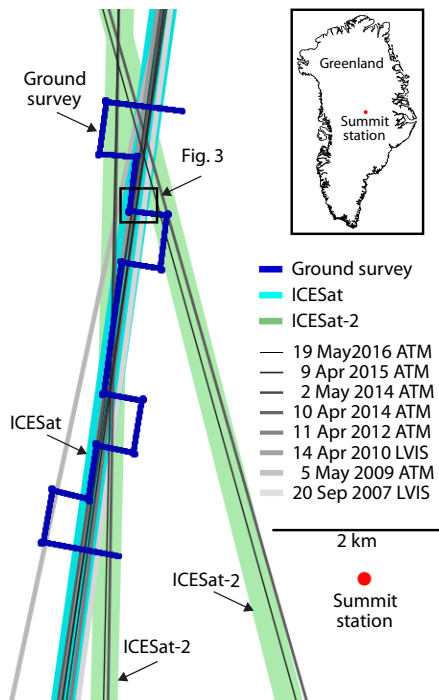 Ground
survey
Fig. 3
Greenland
Summit
station
Ground survey
ICESat
ICESat-2
19 May2016 ATM
9 Apr 2015 ATM
2 May 2014 ATM
10 Apr 2014 ATM
11 Apr 2012 ATM
14 Apr 2010 LVIS
5 May 2009 ATM
20 Sep 2007 LVIS
ICESat
2 km
Summit
station
ICESat-2
ICESat-2